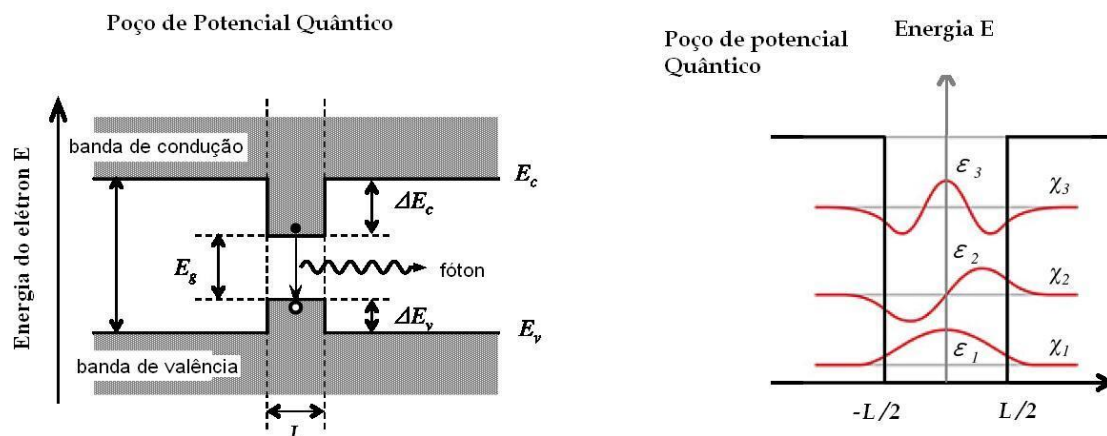 Poço de Potencial Quântico
Energia do elétron E
banda de condução
E_c
ΔE_c
E_g
fóton
ΔE_v
E_v
banda de valência
L
Poço de potencial
Quântico
Energia E
ε_3
χ_3
ε_2
χ_2
ε_1
χ_1
-L/2
L/2